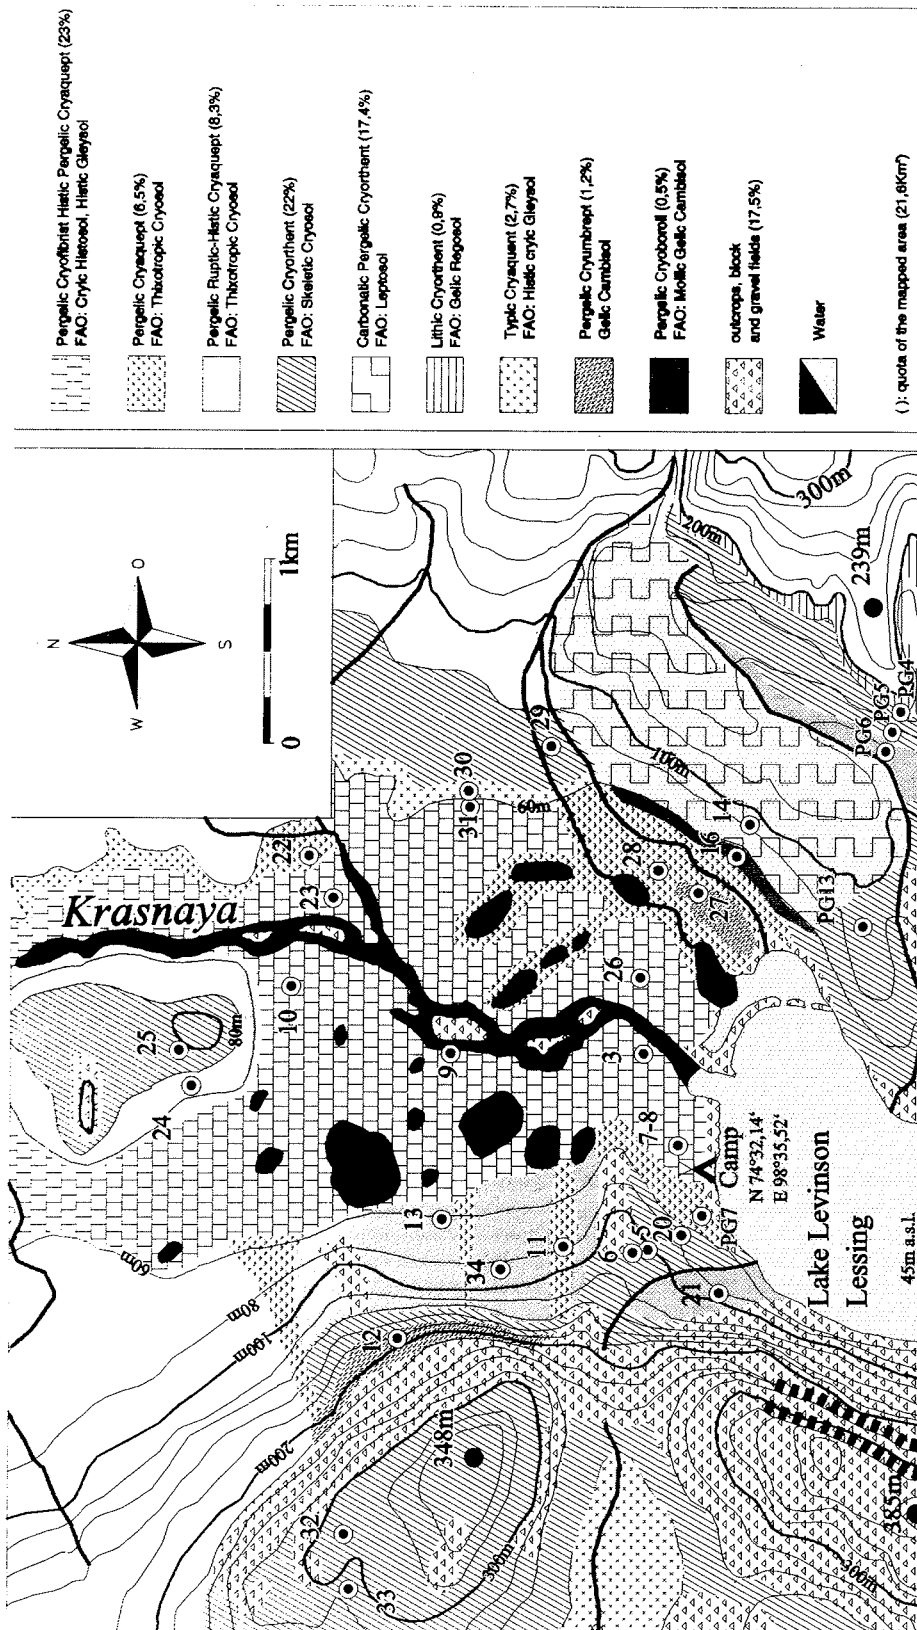 Pergelic Cryofibrist Histic Pergelic Cryaquept (23%)
FAO: Cryic Histosol, Histic Gleysol
Pergelic Cryaquept (6,5%)
FAO: Thixotropic Cryosol
Pergelic Ruptic-Histic Cryaquept (8,3%)
FAO: Thixotropic Cryosol
Pergelic Cryorthent (22%)
FAO: Skeletic Cryosol
Carbonatic Pergelic Cryorthent (17,4%)
FAO: Leptosol
Lithic Cryorthent (0,9%)
FAO: Gelic Regosol
Typic Cryaquent (2,7%)
FAO: Histic cryic Gleysol
Pergelic Cryumbrept (1,2%)
Gelic Cambisol
Pergelic Cryoboroll (0,5%)
FAO: Mollic Gelic Cambisol
outcrops, block
and gravel fields (17,5%)
Water
( ): quota of the mapped area (21,6Km²)
N
W
O
S
0
1km
Krasnaya
60m
80m
100m
200m
300m
348m
385m
300m
80m
60m
100m
200m
300m
239m
24
25
10
22
23
30
31
29
9
13
34
11
12
32
33
6
5
20
21
PG7
7-8
3
26
28
27
16
14
PG13
PG6
PG5
PG4
Camp
N 74°32,14'
E 98°35,52'
Lake Levinson
Lessing
45m a.s.l.